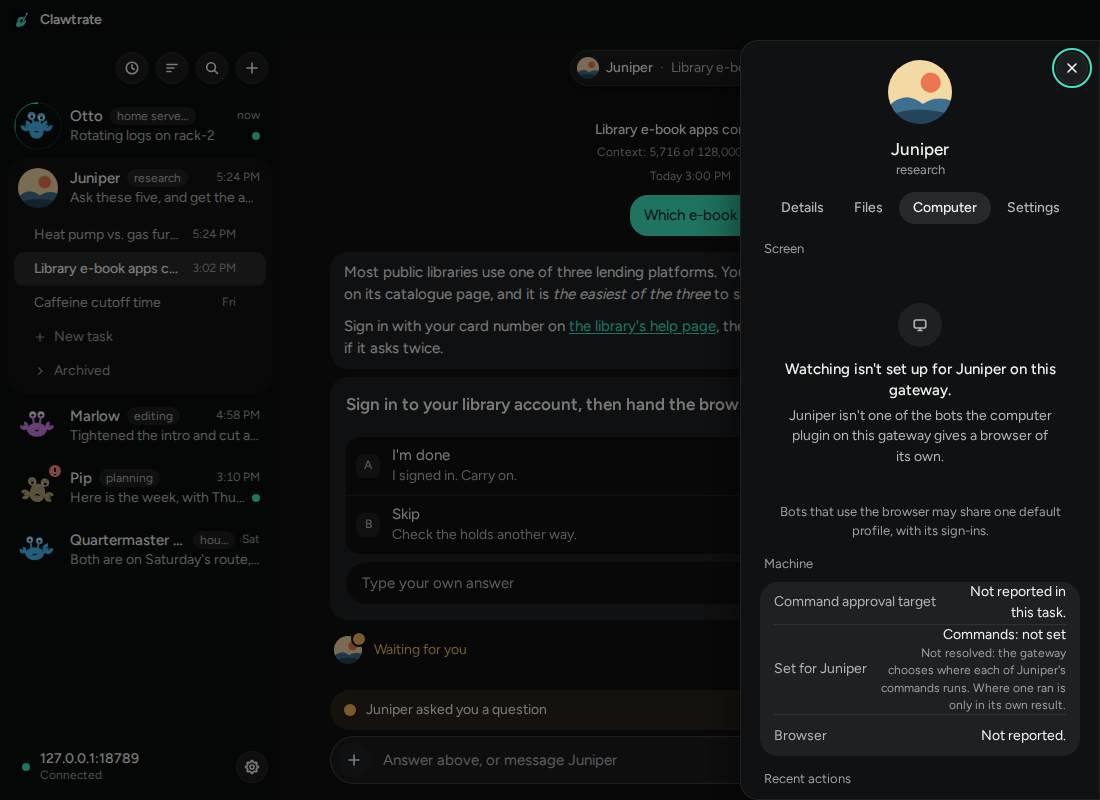 Clawtrate
Otto
home serve...
now
Rotating logs on rack-2
Juniper
research
5:24 PM
Ask these five, and get the a...
Heat pump vs. gas fur...
5:24 PM
Library e-book apps c...
3:02 PM
Caffeine cutoff time
Fri
New task
Archived
Marlow
editing
4:58 PM
Tightened the intro and cut a...
Pip
planning
3:10 PM
Here is the week, with Thu...
Quartermaster ...
hou...
Sat
Both are on Saturday's route,...
127.0.0.1:18789
Connected
Juniper · Library e-bo
Library e-book apps con
Context: 5,716 of 128,000
Today 3:00 PM
Which e-book
Most public libraries use one of three lending platforms. You
on its catalogue page, and it is the easiest of the three to s
Sign in with your card number on the library's help page, the
if it asks twice.
Sign in to your library account, then hand the brow
A
I'm done
I signed in. Carry on.
B
Skip
Check the holds another way.
Type your own answer
Waiting for you
Juniper asked you a question
Answer above, or message Juniper
Juniper
research
Details
Files
Computer
Settings
Screen
Watching isn't set up for Juniper on this
gateway.
Juniper isn't one of the bots the computer
plugin on this gateway gives a browser of
its own.
Bots that use the browser may share one default
profile, with its sign-ins.
Machine
Command approval target
Not reported in
this task.
Set for Juniper
Commands: not set
Not resolved: the gateway
chooses where each of Juniper's
commands runs. Where one ran is
only in its own result.
Browser
Not reported.
Recent actions